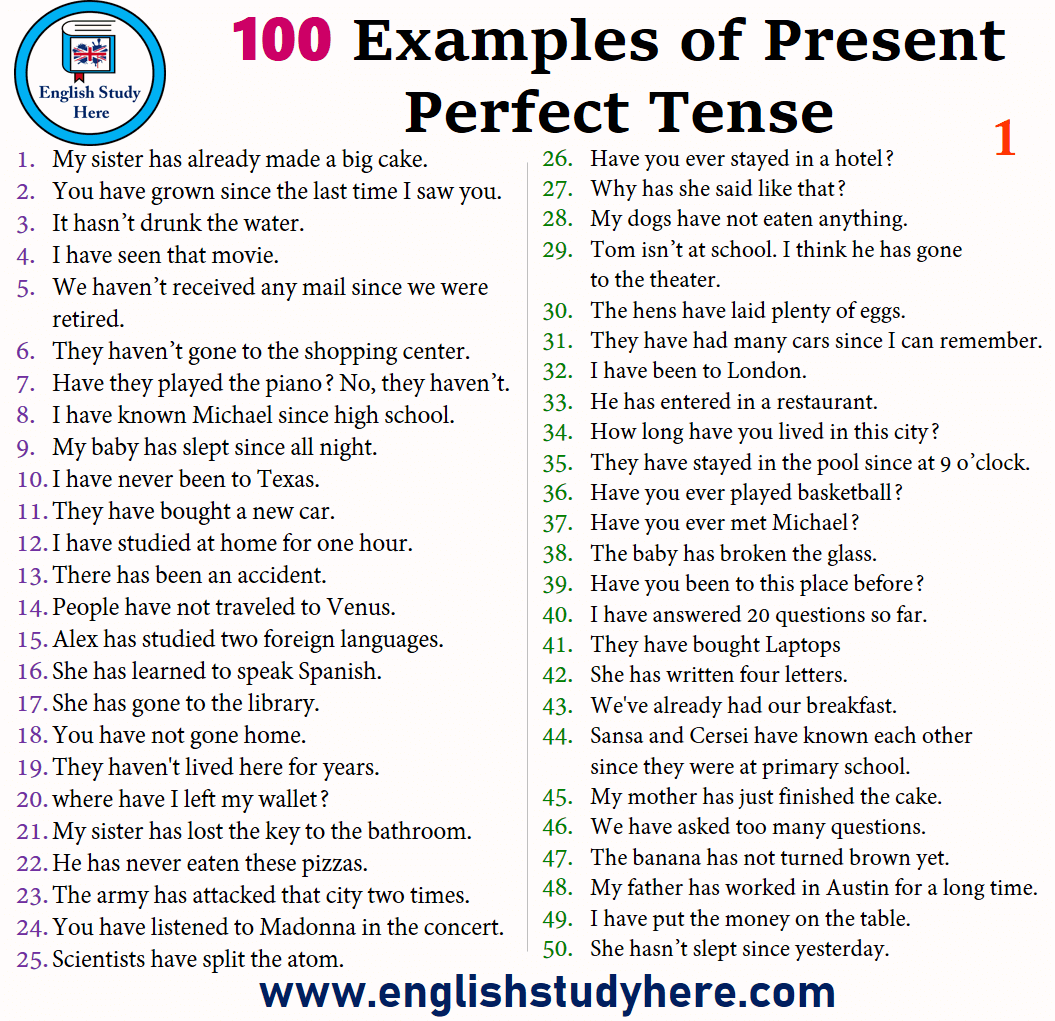 English Study
Here
100 Examples of Present
Perfect Tense
1
1. My sister has already made a big cake.
2. You have grown since the last time I saw you.
3. It hasn’t drunk the water.
4. I have seen that movie.
5. We haven’t received any mail since we were
retired.
6. They haven’t gone to the shopping center.
7. Have they played the piano? No, they haven’t.
8. I have known Michael since high school.
9. My baby has slept since all night.
10. I have never been to Texas.
11. They have bought a new car.
12. I have studied at home for one hour.
13. There has been an accident.
14. People have not traveled to Venus.
15. Alex has studied two foreign languages.
16. She has learned to speak Spanish.
17. She has gone to the library.
18. You have not gone home.
19. They haven't lived here for years.
20. where have I left my wallet?
21. My sister has lost the key to the bathroom.
22. He has never eaten these pizzas.
23. The army has attacked that city two times.
24. You have listened to Madonna in the concert.
25. Scientists have split the atom.
26. Have you ever stayed in a hotel?
27. Why has she said like that?
28. My dogs have not eaten anything.
29. Tom isn’t at school. I think he has gone
to the theater.
30. The hens have laid plenty of eggs.
31. They have had many cars since I can remember.
32. I have been to London.
33. He has entered in a restaurant.
34. How long have you lived in this city?
35. They have stayed in the pool since at 9 o’clock.
36. Have you ever played basketball?
37. Have you ever met Michael?
38. The baby has broken the glass.
39. Have you been to this place before?
40. I have answered 20 questions so far.
41. They have bought Laptops
42. She has written four letters.
43. We've already had our breakfast.
44. Sansa and Cersei have known each other
since they were at primary school.
45. My mother has just finished the cake.
46. We have asked too many questions.
47. The banana has not turned brown yet.
48. My father has worked in Austin for a long time.
49. I have put the money on the table.
50. She hasn’t slept since yesterday.
www.englishstudyhere.com